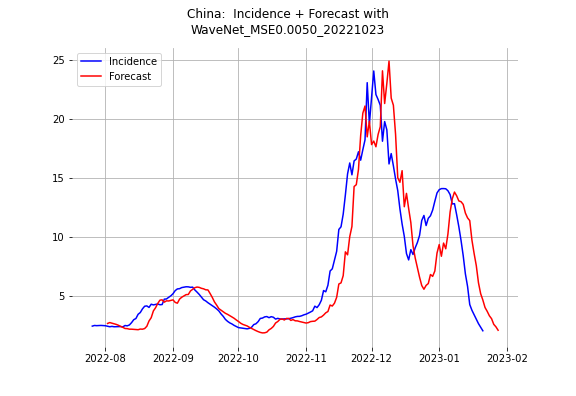 China:  Incidence + Forecast with
WaveNet_MSE0.0050_20221023
Incidence
Forecast
25
20
15
10
5
2022-08 2022-09 2022-10 2022-11 2022-12 2023-01 2023-02